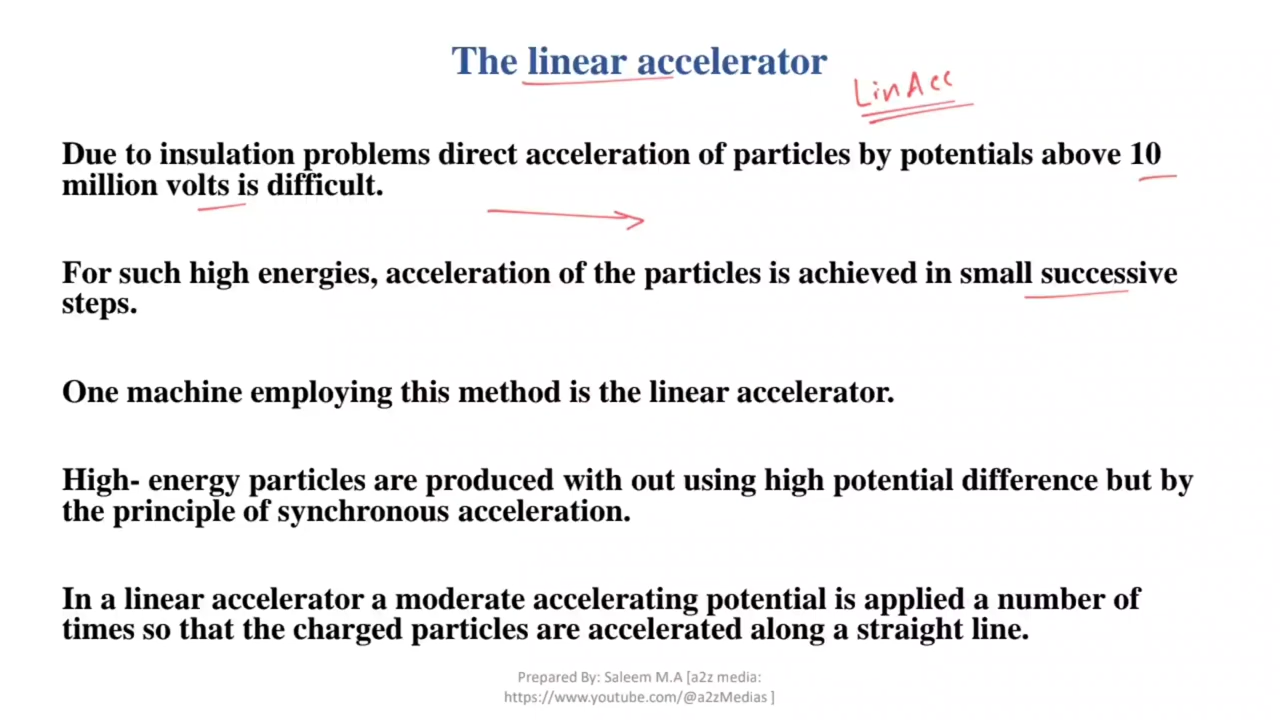 The linear accelerator
LinAcc
Due to insulation problems direct acceleration of particles by potentials above 10
million volts is difficult.
For such high energies, acceleration of the particles is achieved in small successive
steps.
One machine employing this method is the linear accelerator.
High- energy particles are produced with out using high potential difference but by
the principle of synchronous acceleration.
In a linear accelerator a moderate accelerating potential is applied a number of
times so that the charged particles are accelerated along a straight line.
Prepared By: Saleem M.A [a2z media:
https://www.youtube.com/@a2zMedias ]